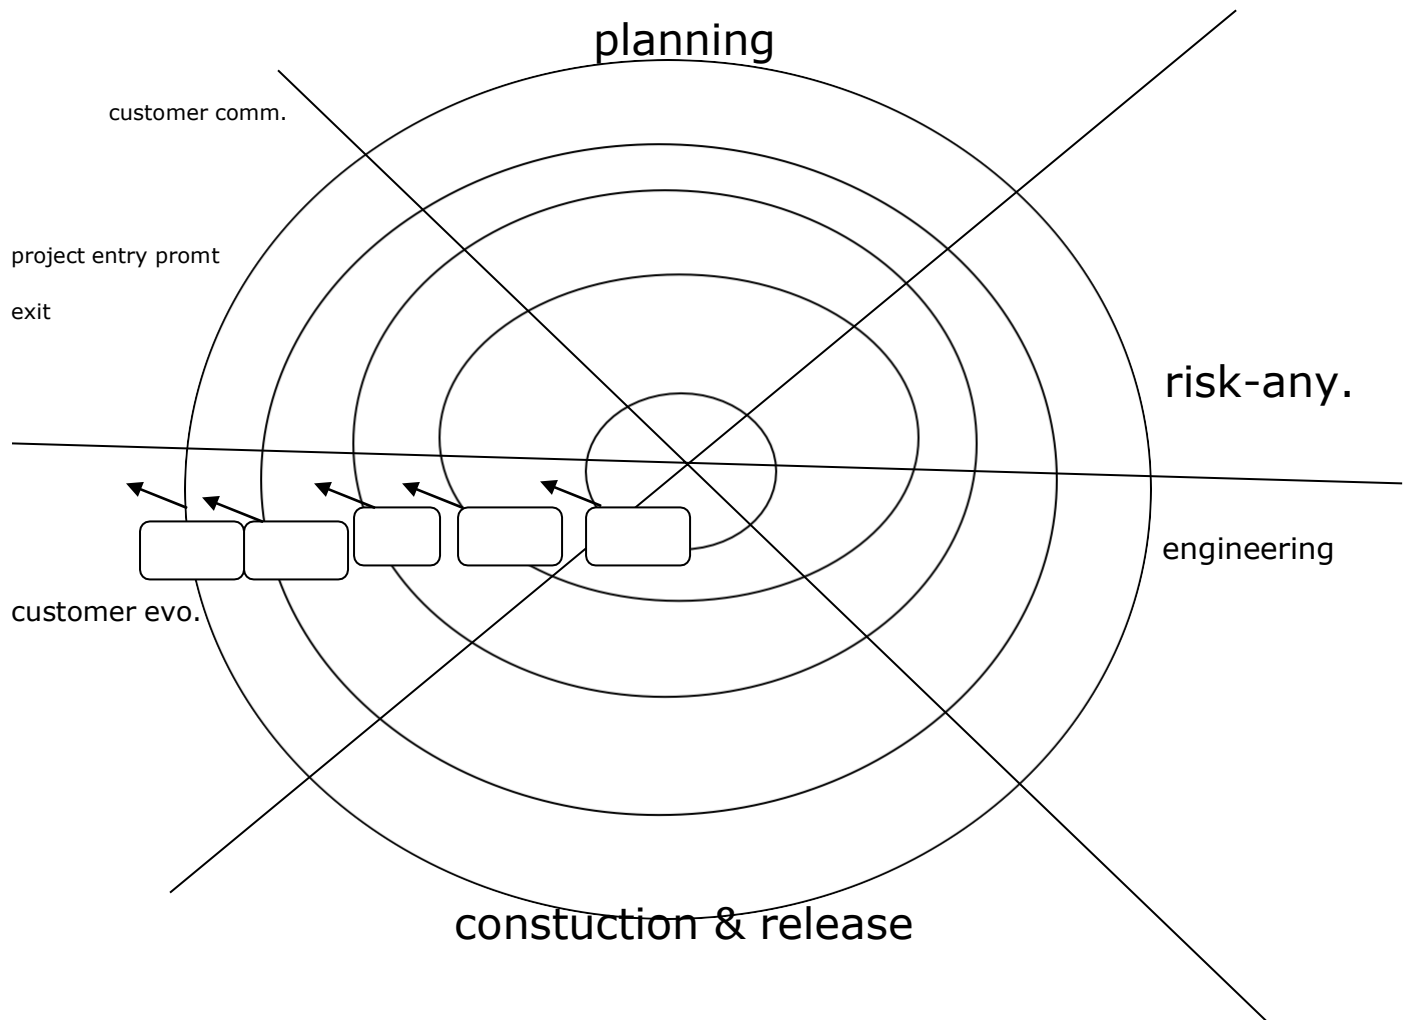 planning
customer comm.
project entry promt
exit
risk-any.
engineering
customer evo.
constuction & release